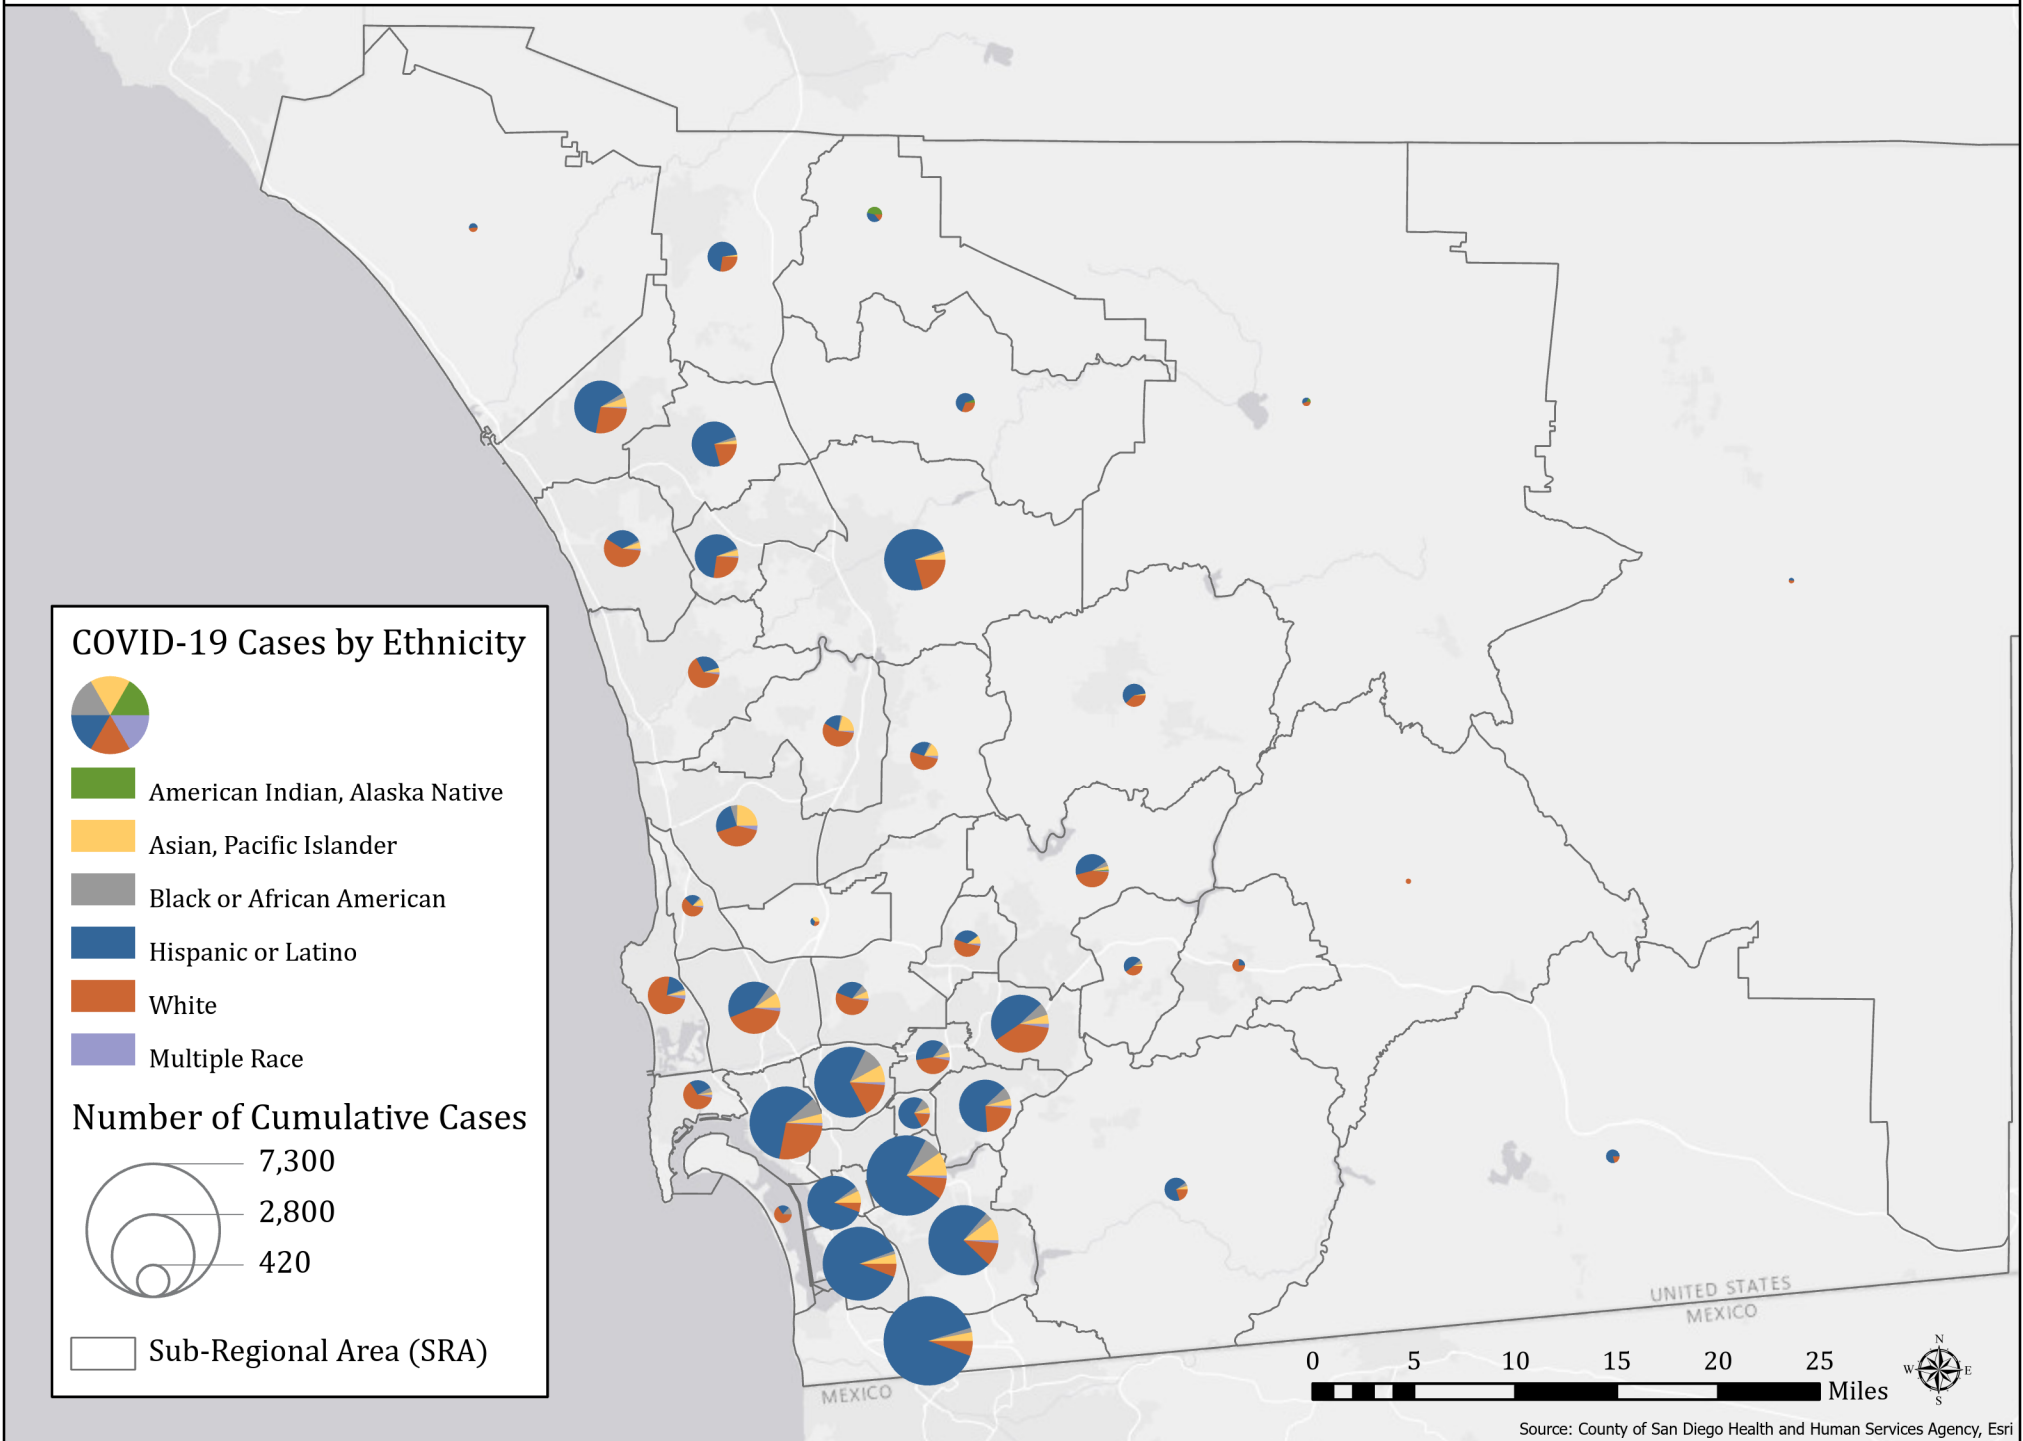 COVID-19 Cases by Ethnicity
American Indian, Alaska Native
Asian, Pacific Islander
Black or African American
Hispanic or Latino
White
Multiple Race
Number of Cumulative Cases
7,300
2,800
420
Sub-Regional Area (SRA)
UNITED STATES
MEXICO
MEXICO
0 5 10 15 20 25
Miles
N
W E
S
Source: County of San Diego Health and Human Services Agency, Esri